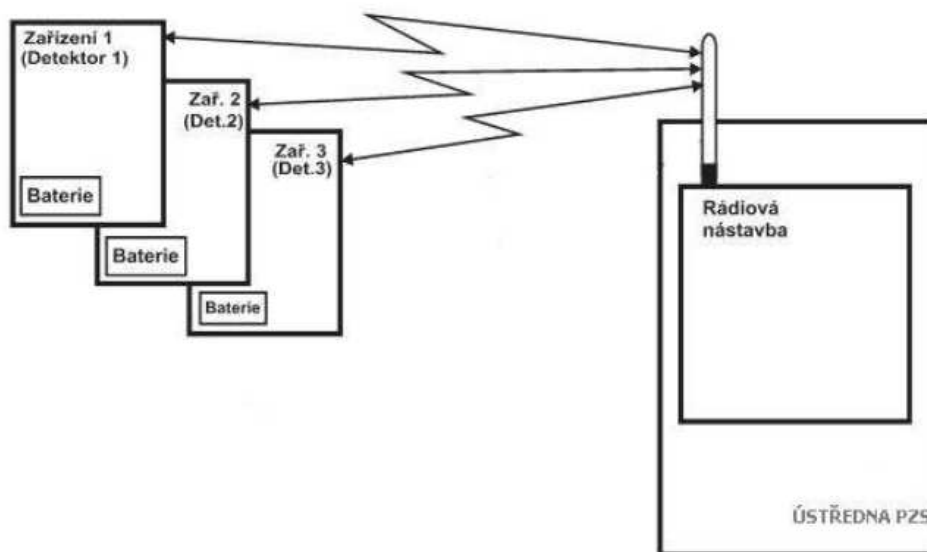 Zařízení 1
(Detektor 1)
Baterie
Zař. 2
(Det.2)
Baterie
Zař. 3
(Det.3)
Baterie
Rádiová
nástavba
ÚSTŘEDNA PZS